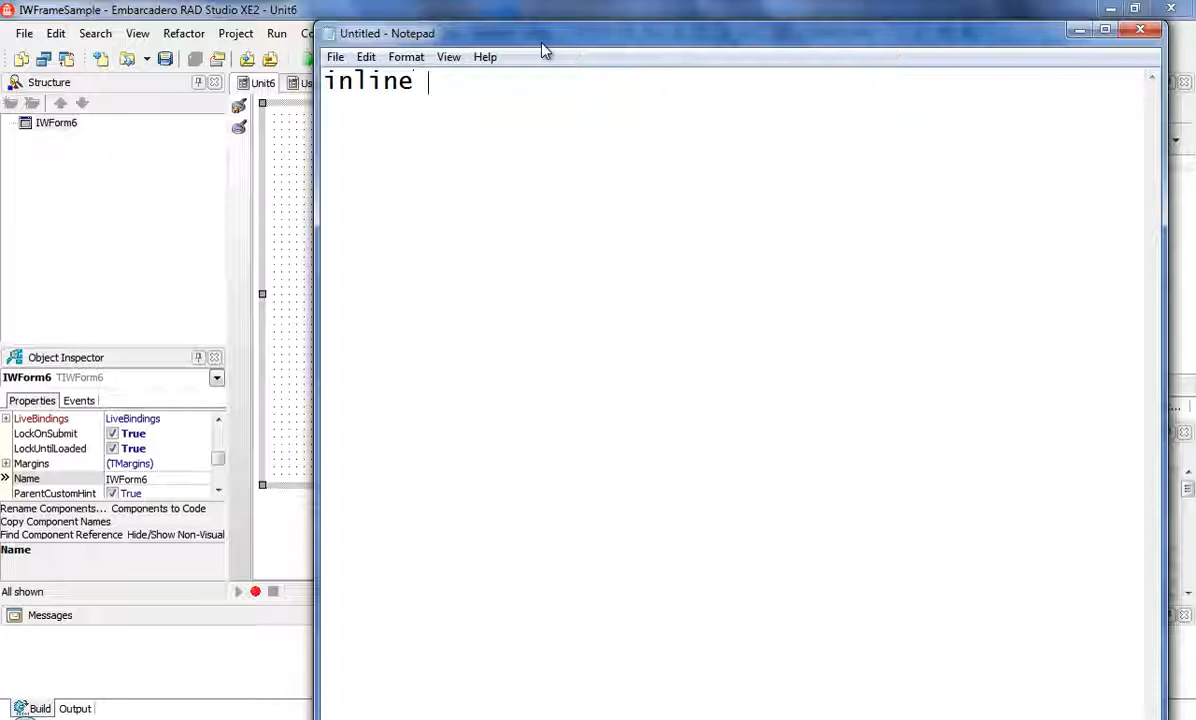 IWFrameSample - Embarcadero RAD Studio XE2 - Unit6
File Edit Search View Refactor Project Run
Untitled - Notepad
File Edit Format View Help
inline
Structure
Unit6
IWForm6
Object Inspector
IWForm6 TIWForm6
Properties Events
LiveBindings LiveBindings
LockOnSubmit True
LockUntilLoaded True
Margins (TMargins)
Name IWForm6
ParentCustomHint True
Rename Components... Components to Code
Copy Component Names
Find Component Reference Hide/Show Non-Visual
Name
All shown
Messages
Build Output